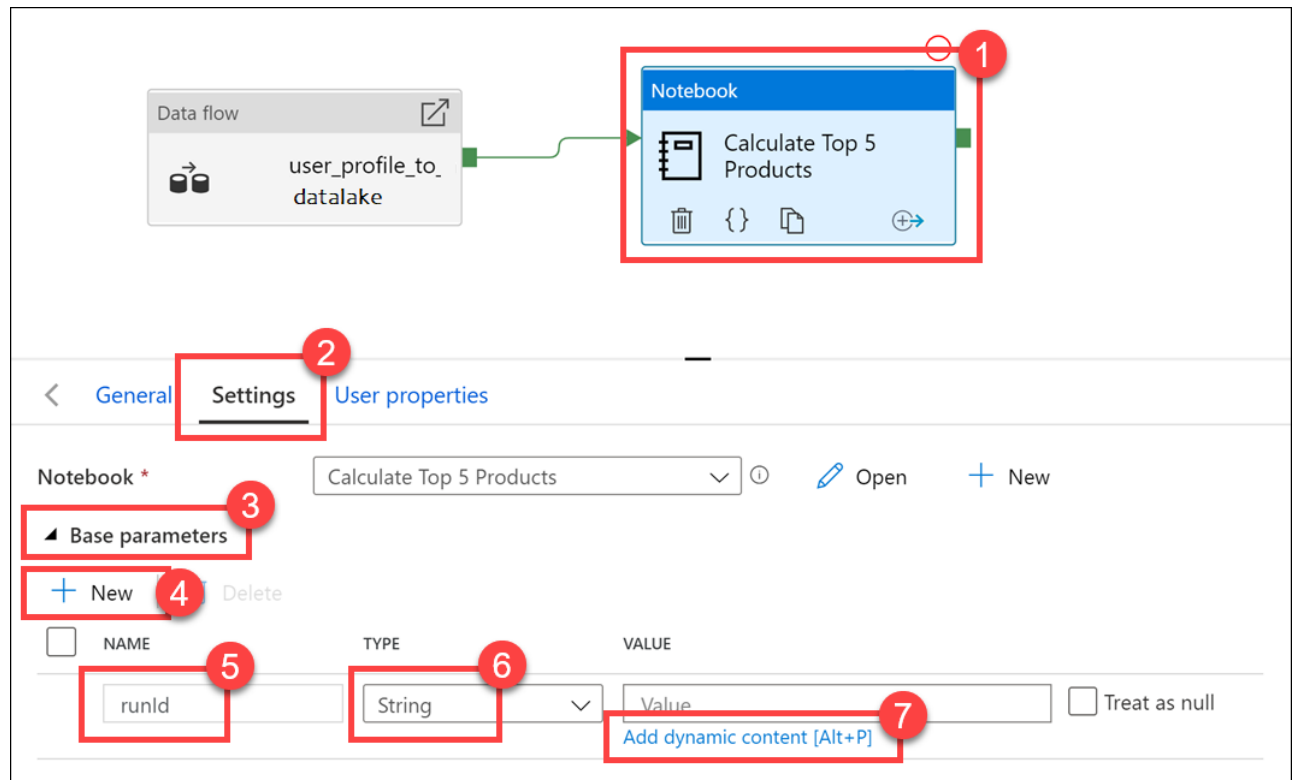 1
Notebook
Data flow
Calculate Top 5
Products
user_profile_to_
datalake
{}
2
General
Settings
User properties
Notebook *
Calculate Top 5 Products
Open
New
3
Base parameters
New
4
Delete
NAME
TYPE
VALUE
5
6
runId
String
Value
7
Treat as null
Add dynamic content [Alt+P]